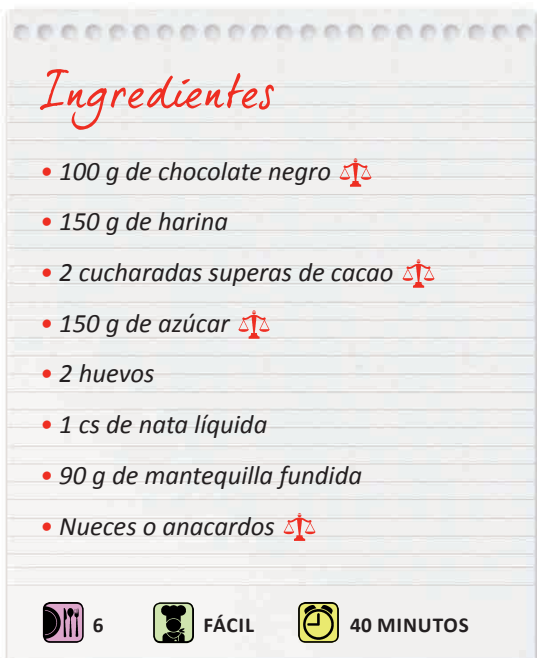 Ingredientes
• 100 g de chocolate negro
• 150 g de harina
• 2 cucharadas superas de cacao
• 150 g de azúcar
• 2 huevos
• 1 cs de nata líquida
• 90 g de mantequilla fundida
• Nueces o anacardos
6 FÁCIL 40 MINUTOS